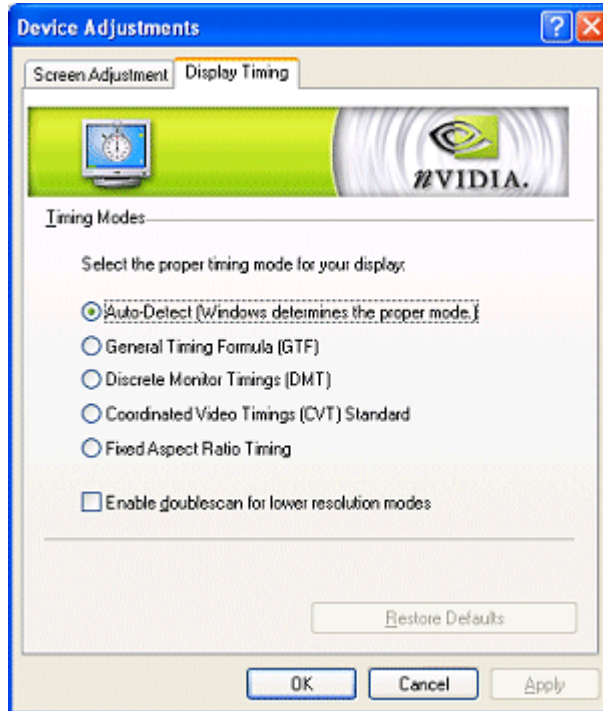 Device Adjustments
Screen Adjustment
Display Timing
nVIDIA.
Timing Modes
Select the proper timing mode for your display:
Auto-Detect (Windows determines the proper mode.)
General Timing Formula (GTF)
Discrete Monitor Timings (DMT)
Coordinated Video Timings (CVT) Standard
Fixed Aspect Ratio Timing
Enable doublescan for lower resolution modes
Restore Defaults
OK
Cancel
Apply